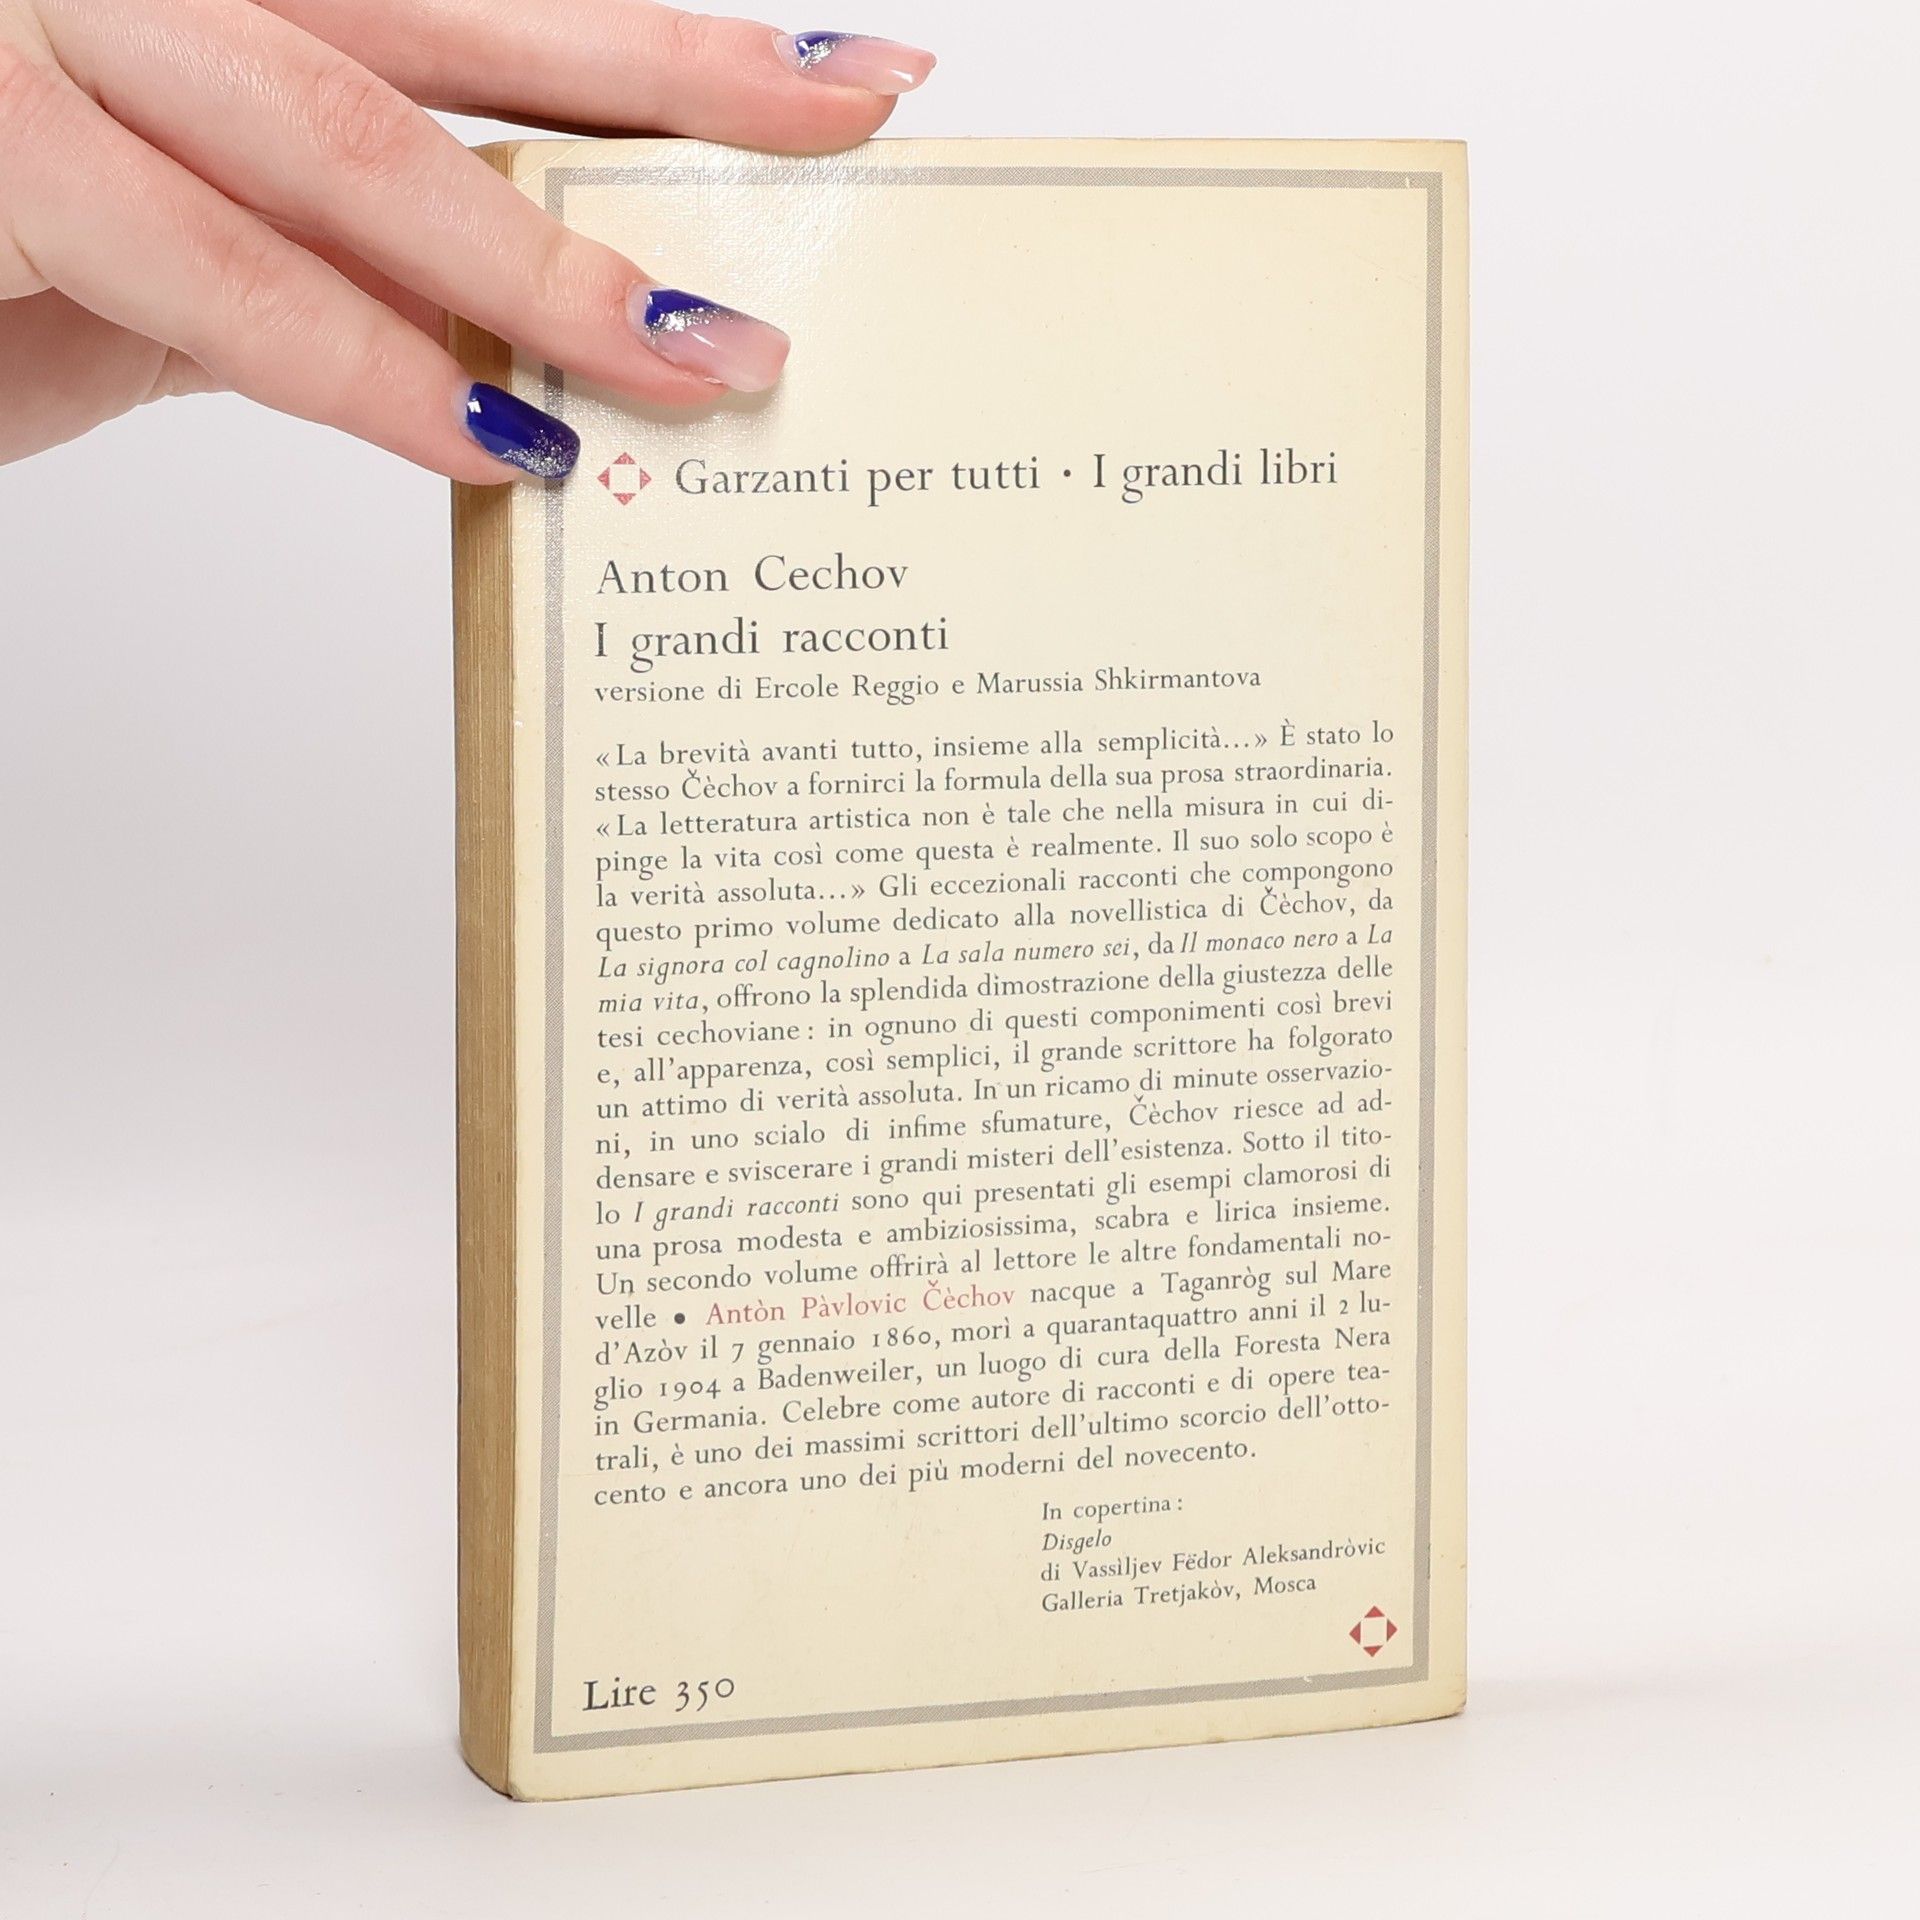 Garzanti per tutti · I grandi libri
Anton Cechov
I grandi racconti
versione di Ercole Reggio e Marussia Shkirmantova
«La brevità avanti tutto, insieme alla semplicità...» È stato lo
stesso Čèchov a fornirci la formula della sua prosa straordinaria.
«La letteratura artistica non è tale che nella misura in cui di-
pinge la vita così come questa è realmente. Il suo solo scopo è
la verità assoluta...» Gli eccezionali racconti che compongono
questo primo volume dedicato alla novellistica di Čèchov, da
La signora col cagnolino a La sala numero sei, da Il monaco nero a La
mia vita, offrono la splendida dimostrazione della giustezza delle
tesi cechoviane: in ognuno di questi componimenti così brevi
e, all'apparenza, così semplici, il grande scrittore ha folgorato
un attimo di verità assoluta. In un ricamo di minute osservazio-
ni, in uno scialo di infime sfumature, Čèchov riesce ad ad-
densare e sviscerare i grandi misteri dell'esistenza. Sotto il tito-
lo I grandi racconti sono qui presentati gli esempi clamorosi di
una prosa modesta e ambiziosissima, scabra e lirica insieme.
Un secondo volume offrirà al lettore le altre fondamentali no-
velle • Antòn Pàvlovic Čèchov nacque a Taganròg sul Mare
d'Azòv il 7 gennaio 1860, morì a quarantaquattro anni il 2 lu-
glio 1904 a Badenweiler, un luogo di cura della Foresta Nera
in Germania. Celebre come autore di racconti e di opere tea-
trali, è uno dei massimi scrittori dell'ultimo scorcio dell'otto-
cento e ancora uno dei più moderni del novecento.
In copertina:
Disgelo
di Vassìljev Fëdor Aleksandròvic
Galleria Tretjakòv, Mosca
Lire 350